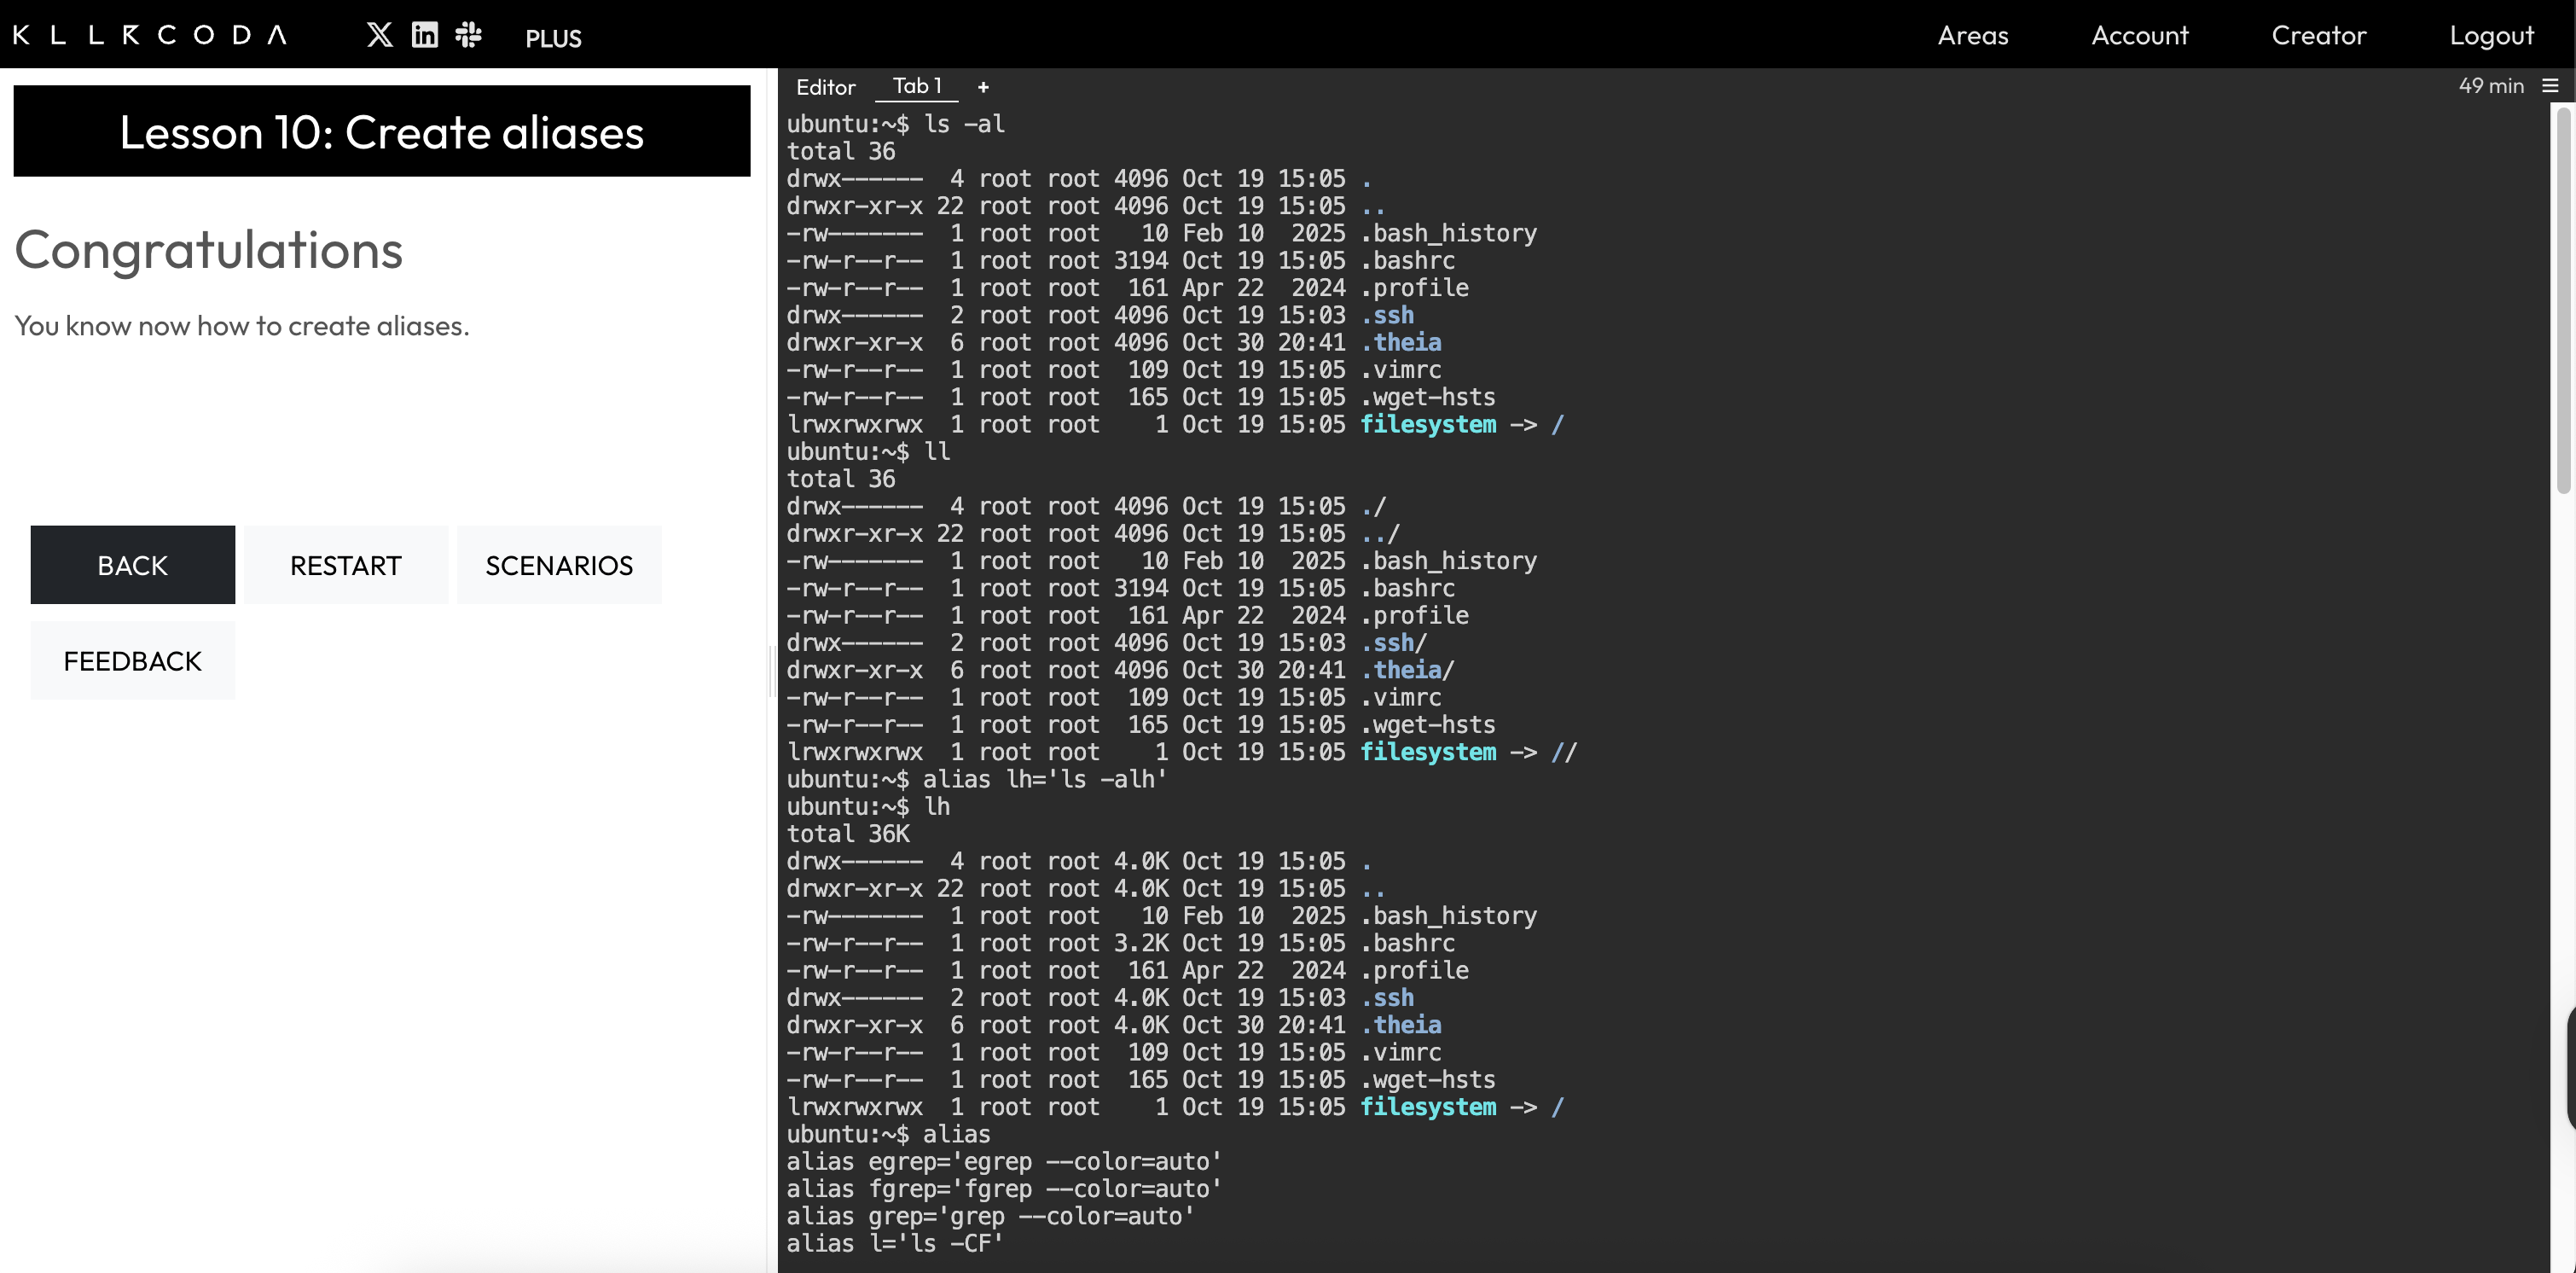 KILLERCODA
PLUS
Areas Account Creator Logout
Lesson 10: Create aliases
Congratulations
You know now how to create aliases.
BACK RESTART SCENARIOS
FEEDBACK
Editor Tab 1 + 49 min
ubuntu:~$ ls -al
total 36
drwx------  4 root root 4096 Oct 19 15:05 .
drwxr-xr-x 22 root root 4096 Oct 19 15:05 ..
-rw-------  1 root root   10 Feb 10  2025 .bash_history
-rw-r--r--  1 root root 3194 Oct 19 15:05 .bashrc
-rw-r--r--  1 root root  161 Apr 22  2024 .profile
drwx------  2 root root 4096 Oct 19 15:03 .ssh
drwxr-xr-x  6 root root 4096 Oct 30 20:41 .theia
-rw-r--r--  1 root root  109 Oct 19 15:05 .vimrc
-rw-r--r--  1 root root  165 Oct 19 15:05 .wget-hsts
lrwxrwxrwx  1 root root    1 Oct 19 15:05 filesystem -> /
ubuntu:~$ ll
total 36
drwx------  4 root root 4096 Oct 19 15:05 ./
drwxr-xr-x 22 root root 4096 Oct 19 15:05 ../
-rw-------  1 root root   10 Feb 10  2025 .bash_history
-rw-r--r--  1 root root 3194 Oct 19 15:05 .bashrc
-rw-r--r--  1 root root  161 Apr 22  2024 .profile
drwx------  2 root root 4096 Oct 19 15:03 .ssh/
drwxr-xr-x  6 root root 4096 Oct 30 20:41 .theia/
-rw-r--r--  1 root root  109 Oct 19 15:05 .vimrc
-rw-r--r--  1 root root  165 Oct 19 15:05 .wget-hsts
lrwxrwxrwx  1 root root    1 Oct 19 15:05 filesystem -> //
ubuntu:~$ alias lh='ls -alh'
ubuntu:~$ lh
total 36K
drwx------  4 root root 4.0K Oct 19 15:05 .
drwxr-xr-x 22 root root 4.0K Oct 19 15:05 ..
-rw-------  1 root root   10 Feb 10  2025 .bash_history
-rw-r--r--  1 root root 3.2K Oct 19 15:05 .bashrc
-rw-r--r--  1 root root  161 Apr 22  2024 .profile
drwx------  2 root root 4.0K Oct 19 15:03 .ssh
drwxr-xr-x  6 root root 4.0K Oct 30 20:41 .theia
-rw-r--r--  1 root root  109 Oct 19 15:05 .vimrc
-rw-r--r--  1 root root  165 Oct 19 15:05 .wget-hsts
lrwxrwxrwx  1 root root    1 Oct 19 15:05 filesystem -> /
ubuntu:~$ alias
alias egrep='egrep --color=auto'
alias fgrep='fgrep --color=auto'
alias grep='grep --color=auto'
alias l='ls -CF'